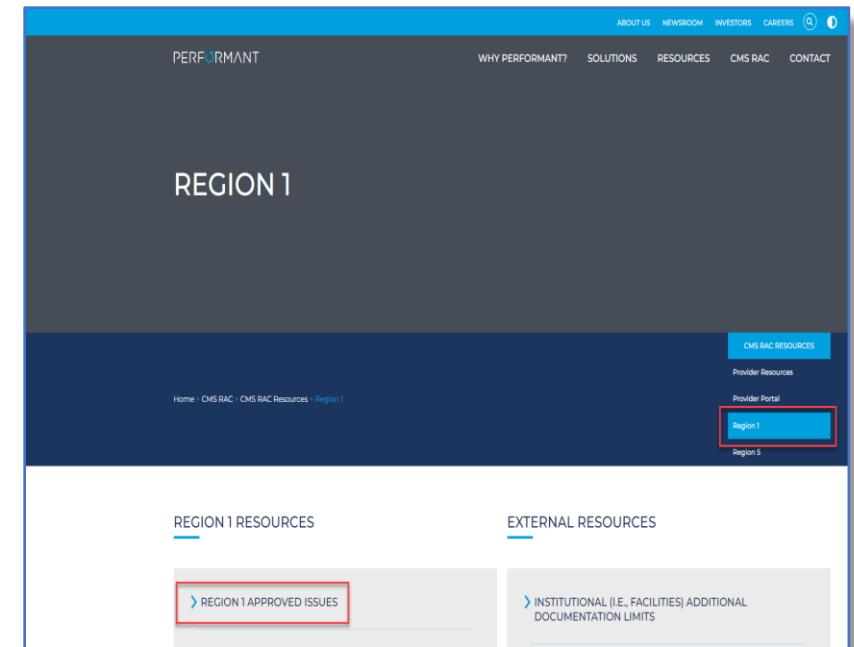 ABOUT US NEWSROOM INVESTORS CAREERS
PERFORMANT
WHY PERFORMANT? SOLUTIONS RESOURCES CMS RAC CONTACT
REGION 1
CMS RAC RESOURCES
Provider Resources
Home > CMS RAC > CMS RAC Resources > Region 1
Provider Portal
Region 1
Region 5
REGION 1 RESOURCES
EXTERNAL RESOURCES
REGION 1 APPROVED ISSUES
INSTITUTIONAL (I.E., FACILITIES) ADDITIONAL
DOCUMENTATION LIMITS